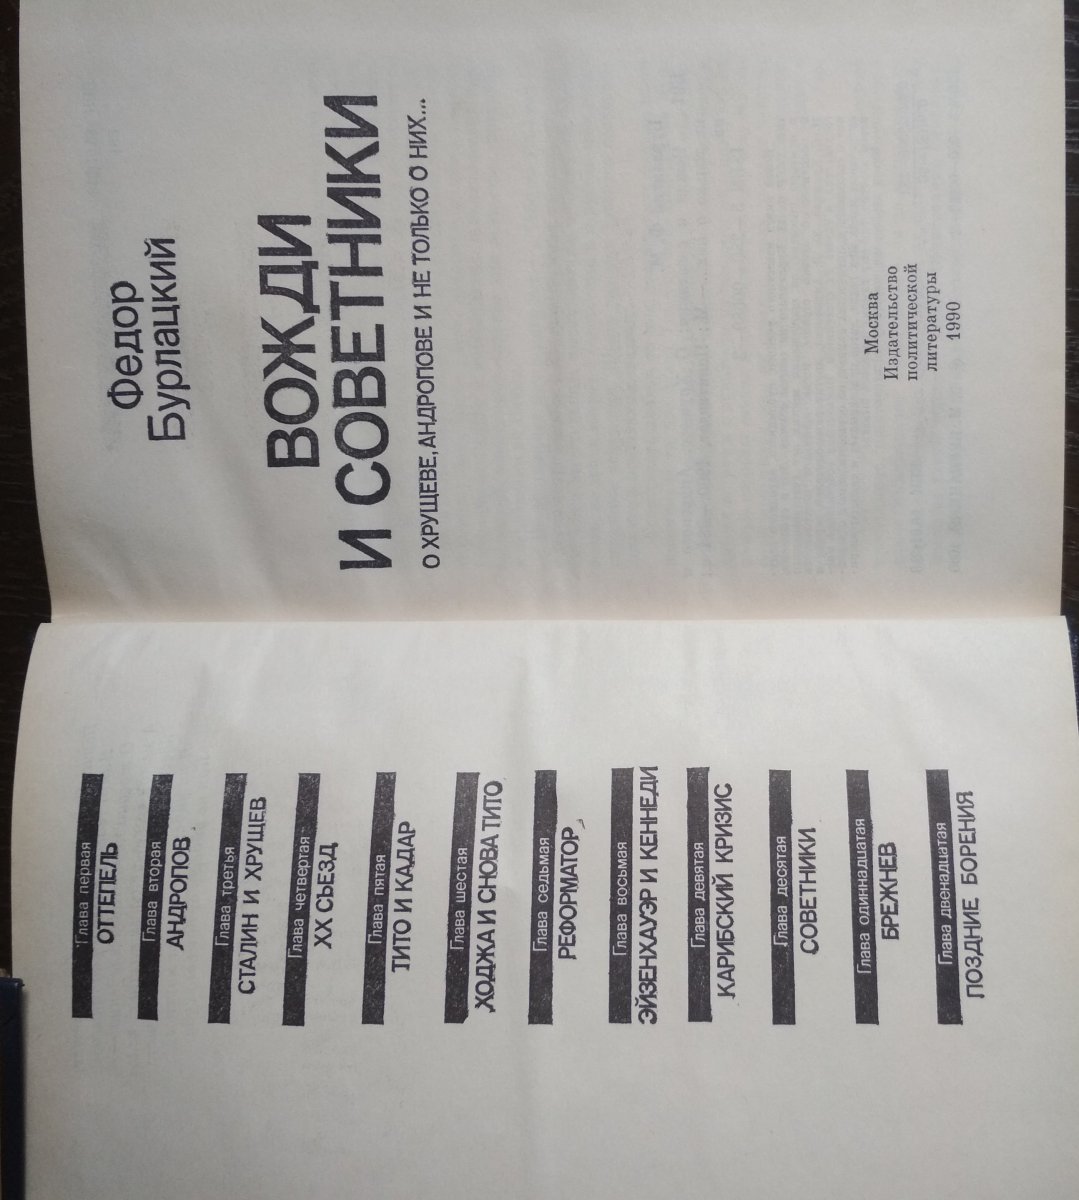 Глава первая
ОТТЕПЕЛЬ
Глава вторая
АНДРОПОВ
Глава третья
СТАЛИН И ХРУЩЕВ
Глава четвертая
XX СЪЕЗД
Глава пятая
ТИТО И КАДАР
Глава шестая
ХОДЖА И СНОВА ТИТО
Глава седьмая
РЕФОРМАТОР
Глава восьмая
ЭЙЗЕНХАУЭР И КЕННЕДИ
Глава девятая
КАРИБСКИЙ КРИЗИС
Глава десятая
СОВЕТНИКИ
Глава одиннадцатая
БРЕЖНЕВ
Глава двенадцатая
ПОЗДНИЕ БОРЕНИЯ
Федор
Бурлацкий
ВОЖДИ
И СОВЕТНИКИ
О ХРУЩЕВЕ, АНДРОПОВЕ И НЕ ТОЛЬКО О НИХ...
Москва
Издательство
политической
литературы
1990